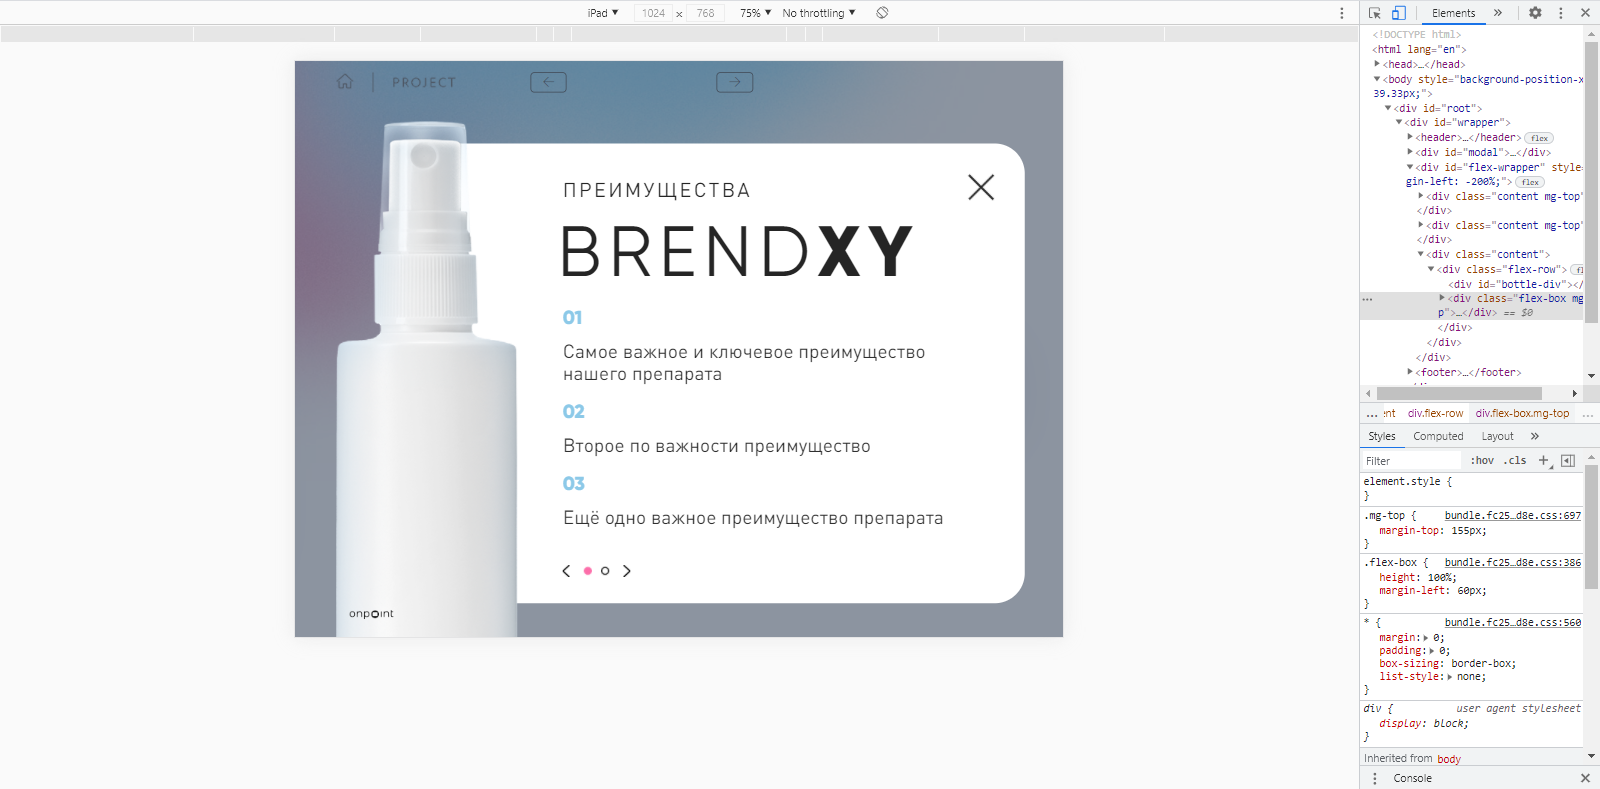 iPad ▼ 1024 x 768 75% ▼ No throttling ▼
PROJECT
ПРЕИМУЩЕСТВА
BRENDXY
01
Самое важное и ключевое преимущество
нашего препарата
02
Второе по важности преимущество
03
Ещё одно важное преимущество препарата
onpoint
Elements »
<!DOCTYPE html>
<html lang="en">
<head>…</head>
<body style="background-position-x
39.33px;">
<div id="root">
<div id="wrapper">
<header>…</header> flex
<div id="modal">…</div>
<div id="flex-wrapper" style
gin-left: -200%;"> flex
<div class="content mg-top"
</div>
<div class="content mg-top"
</div>
<div class="content">
<div class="flex-row">
<div id="bottle-div"></
… <div class="flex-box mg
p">…</div> == $0
</div>
</div>
</div>
<footer>…</footer>
… ent div.flex-row div.flex-box.mg-top …
Styles Computed Layout »
Filter :hov .cls +
element.style {
}
.mg-top { bundle.fc25…d8e.css:697
margin-top: 155px;
}
.flex-box { bundle.fc25…d8e.css:386
height: 100%;
margin-left: 60px;
}
* { bundle.fc25…d8e.css:560
margin: 0;
padding: 0;
box-sizing: border-box;
list-style: none;
}
div { user agent stylesheet
display: block;
}
Inherited from body
Console